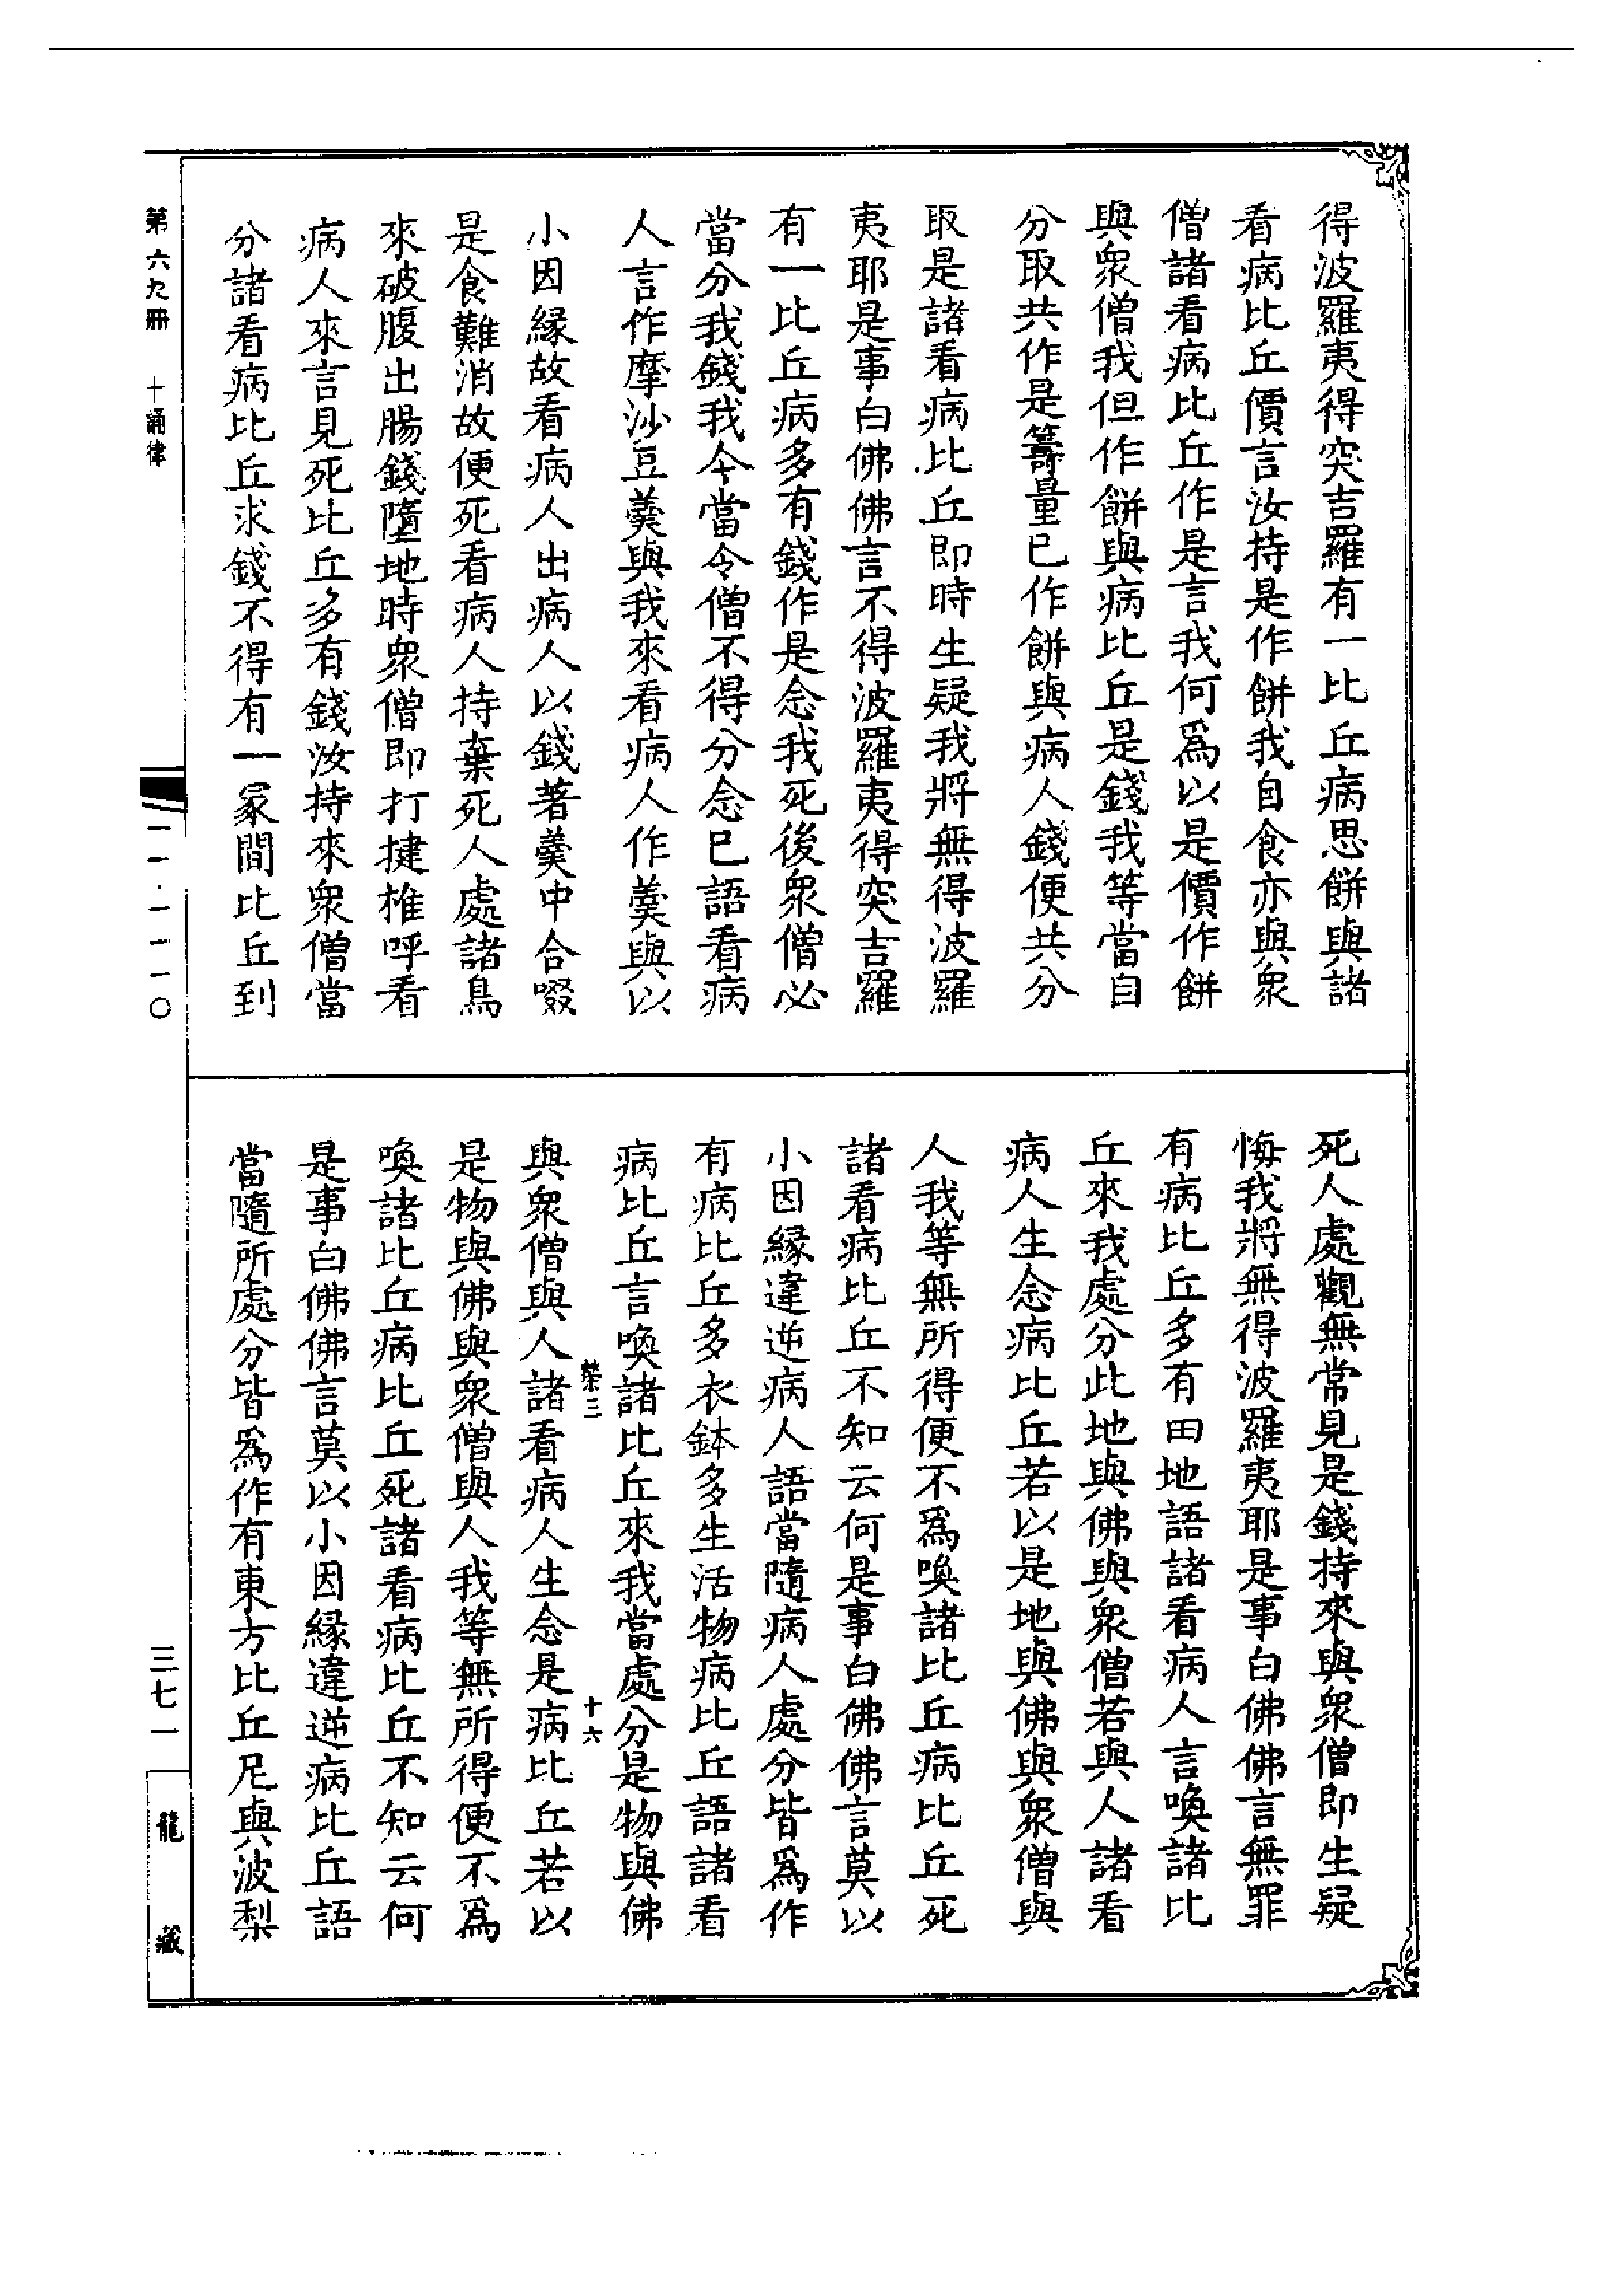 得波羅夷得突吉羅有一比丘病思餅與諸
看病比丘價言汝持是作餅我自食亦與衆
僧諸看病比丘作是言我何爲以是價作餅
與衆僧我但作餅與病比丘是錢我等當自
分取共作是籌量已作餅與病人錢便共分
取是諸看病比丘即時生疑我將無得波羅
夷耶是事白佛佛言不得波羅夷得突吉羅
有一比丘病多有錢作是念我死後衆僧必
當分我錢我今當令僧不得分念已語看病
人言作摩沙豆羹與我來看病人作羹與以
小因緣故看病人出病人以錢著羹中合啜
是食難消故便死看病人持棄死人處諸鳥
來破腹出腸錢墮地時衆僧即打揵椎呼看
病人來言見死比丘多有錢汝持來衆僧當
分諸看病比丘求錢不得有一冢間比丘到
死人處觀無常見是錢持來與衆僧即生疑
悔我將無得波羅夷耶是事白佛佛言無罪
有病比丘多有田地語諸看病人言喚諸比
丘來我處分此地與佛與衆僧若與人諸看
病人生念病比丘若以是地與佛與衆僧與
人我等無所得便不爲喚諸比丘病比丘死
諸看病比丘不知云何是事白佛佛言莫以
小因緣違逆病人語當隨病人處分皆爲作
有病比丘多衣鉢多生活物病比丘語諸看
病比丘言喚諸比丘來我當處分是物與佛
榮三 十六
與衆僧與人諸看病人生念是病比丘若以
是物與佛與衆僧與人我等無所得便不爲
喚諸比丘病比丘死諸看病比丘不知云何
是事白佛佛言莫以小因緣違逆病比丘語
當隨所處分皆爲作有東方比丘尼與波梨
第六九册 十誦律
一一·一一一〇
三七一
龍藏